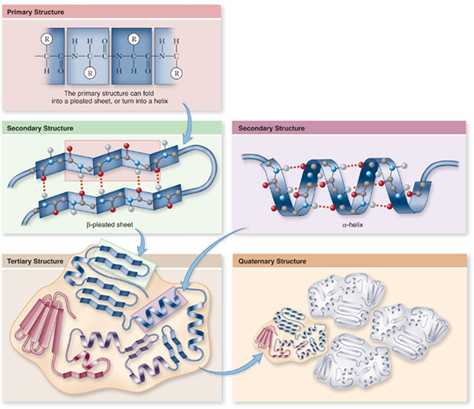 Primary Structure
R H H O R H H
C C N C C N C C N C
H O R H H O R
The primary structure can fold
into a pleated sheet, or turn into a helix
Secondary Structure
β-pleated sheet
Secondary Structure
α-helix
Tertiary Structure
Quaternary Structure